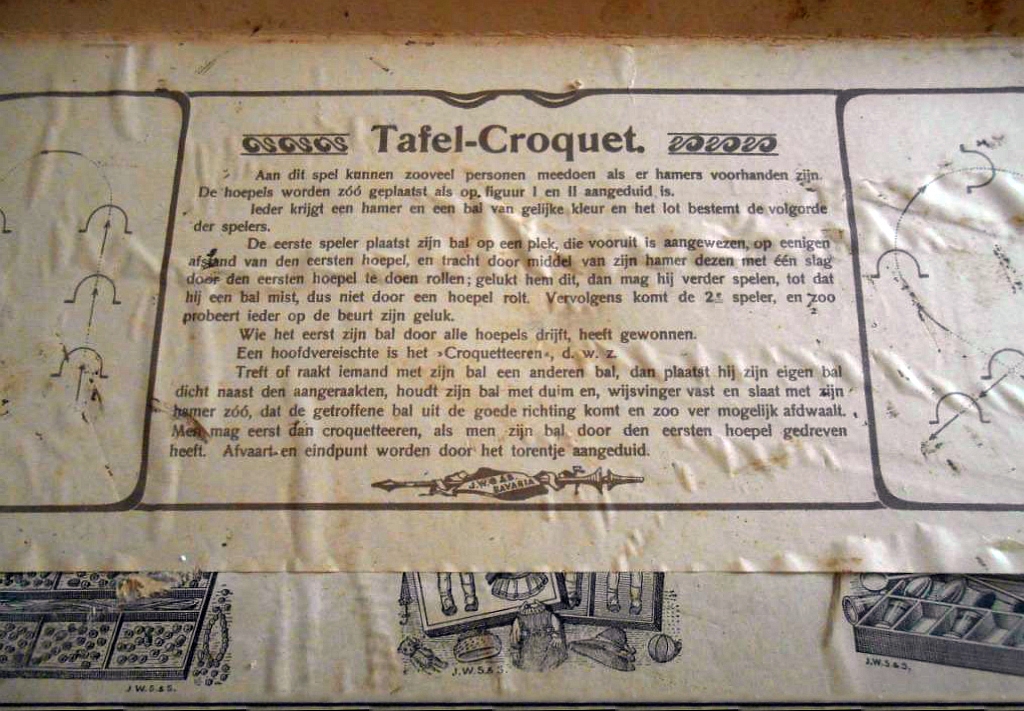 Tafel-Croquet.
Aan dit spel kunnen zooveel personen meedoen als er hamers voorhanden zijn.
De hoepels worden zóó geplaatst als op figuur I en II aangeduid is.
Ieder krijgt een hamer en een bal van gelijke kleur en het lot bestemt de volgorde
der spelers.
De eerste speler plaatst zijn bal op een plek, die vooruit is aangewezen, op eenigen
afstand van den eersten hoepel, en tracht door middel van zijn hamer dezen met één slag
door den eersten hoepel te doen rollen; gelukt hem dit, dan mag hij verder spelen, tot dat
hij een bal mist, dus niet door een hoepel rolt. Vervolgens komt de 2e speler, en zoo
probeert ieder op de beurt zijn geluk.
Wie het eerst zijn bal door alle hoepels drijft, heeft gewonnen.
Een hoofdvereischte is het »Croquetteeren«, d. w. z.
Treft of raakt iemand met zijn bal een anderen bal, dan plaatst hij zijn eigen bal
dicht naast den aangeraakten, houdt zijn bal met duim en, wijsvinger vast en slaat met zijn
hamer zóó, dat de getroffene bal uit de goede richting komt en zoo ver mogelijk afdwaalt.
Men mag eerst dan croquetteeren, als men zijn bal door den eersten hoepel gedreven
heeft. Afvaart en eindpunt worden door het torentje aangeduid.
J.W.S & S
BAVARIA
J.W.S.&S.
J.W.S.&S.
J.W.S.&S.